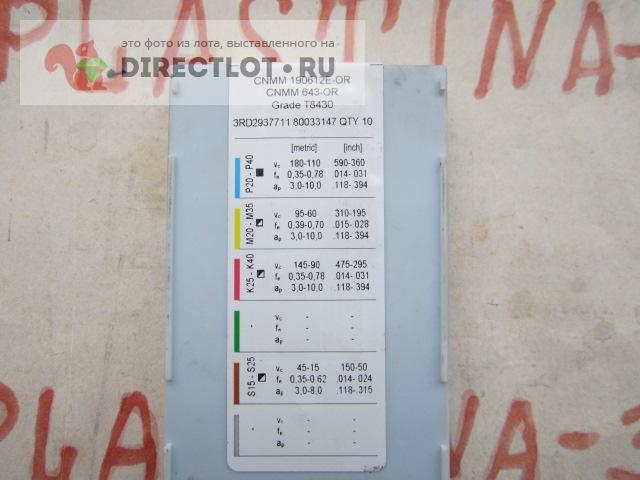 PLASTINA-
это фото из лота, выставленного на
DIRECTLOT.RU
CNMM 190612E-OR
CNMM 643-OR
Grade T8430
3RD2937711 80033147 QTY 10
[metric] [inch]
P20 - P40
vc 180-110 590-360
fn 0,35-0,78 .014-.031
ap 3,0-10,0 .118-.394
M20 - M35
vc 95-60 310-195
fn 0,39-0,70 .015-.028
ap 3,0-10,0 .118-.394
K25 - K40
vc 145-90 475-295
fn 0,35-0,78 .014-.031
ap 3,0-10,0 .118-.394
-
vc - -
fn - -
ap - -
S15 - S25
vc 45-15 150-50
fn 0,35-0.62 .014-.024
ap 3,0-8,0 .118-.315
-
vc - -
fn - -
ap - -